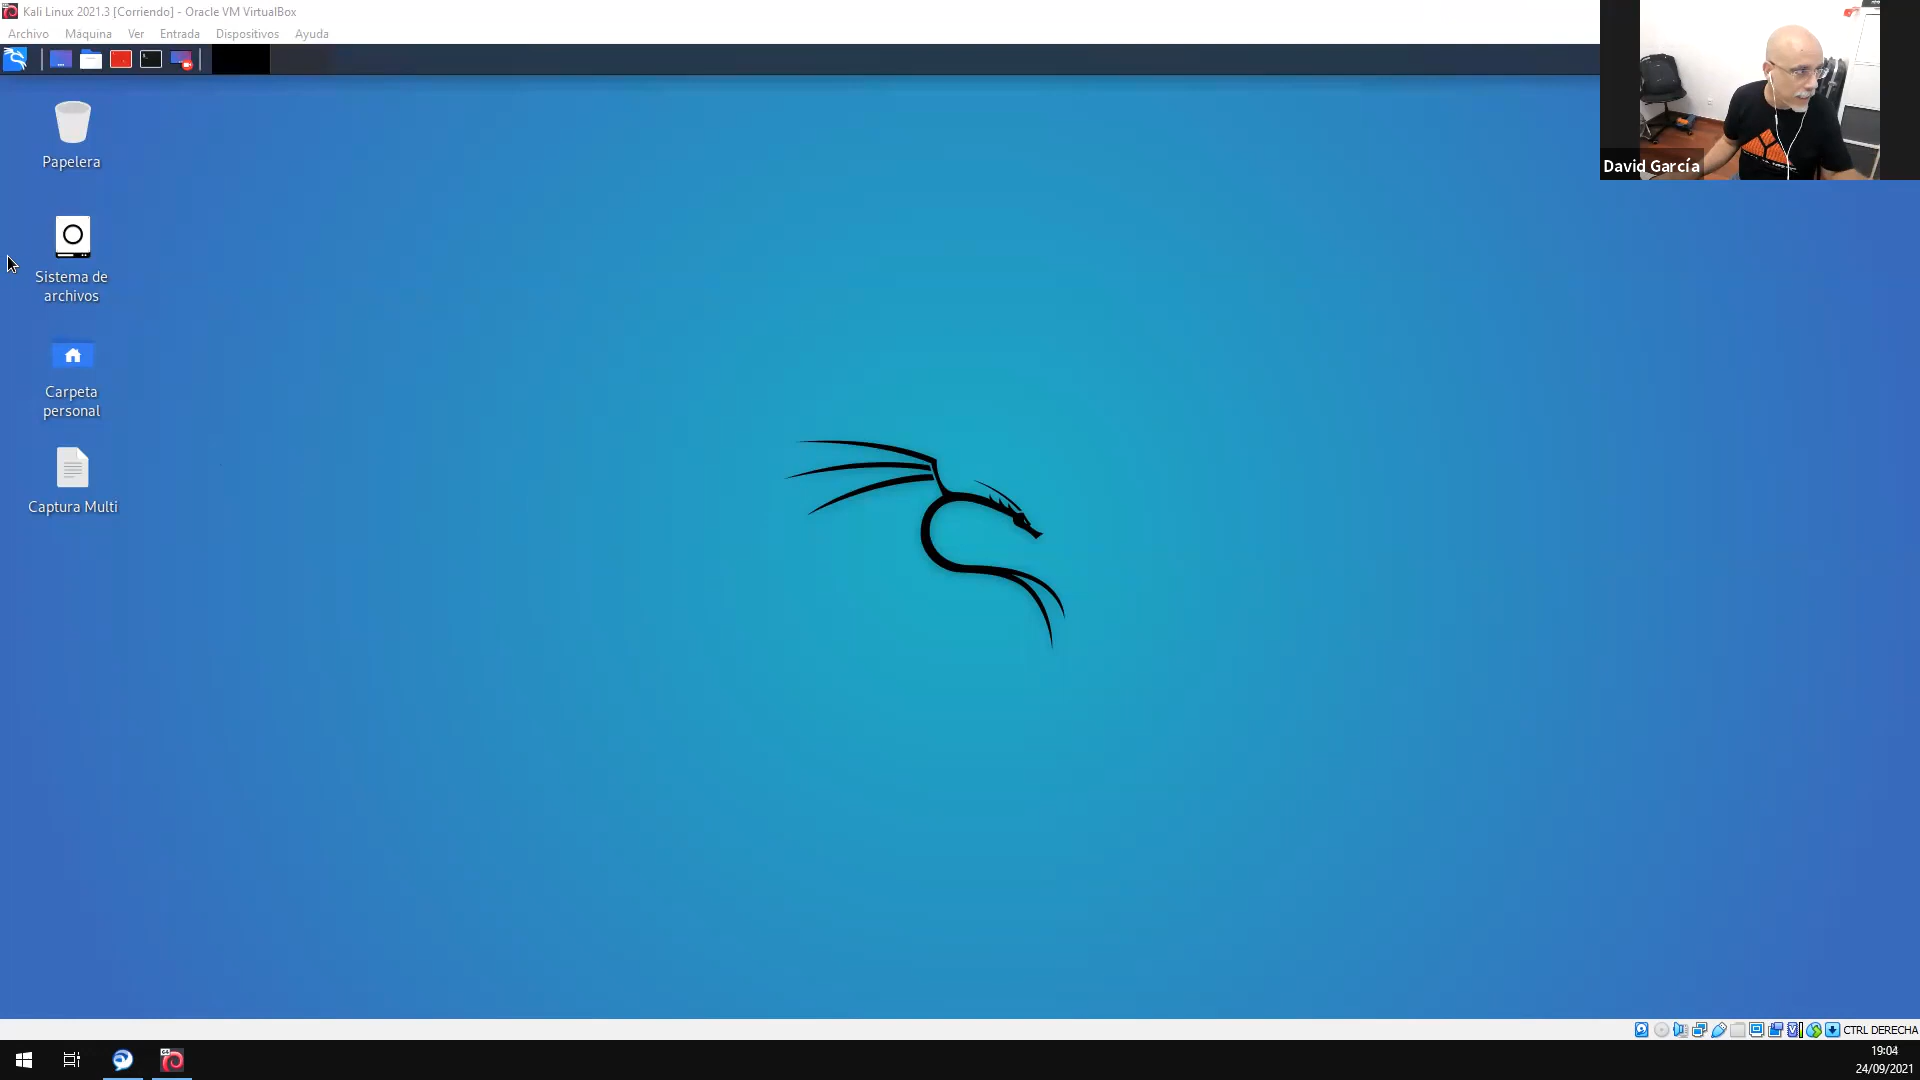 Kali Linux 2021.3 [Corriendo] - Oracle VM VirtualBox
Archivo Máquina Ver Entrada Dispositivos Ayuda
Papelera
Sistema de
archivos
Carpeta
personal
Captura Multi
David García
CTRL DERECHA
19:04
24/09/2021